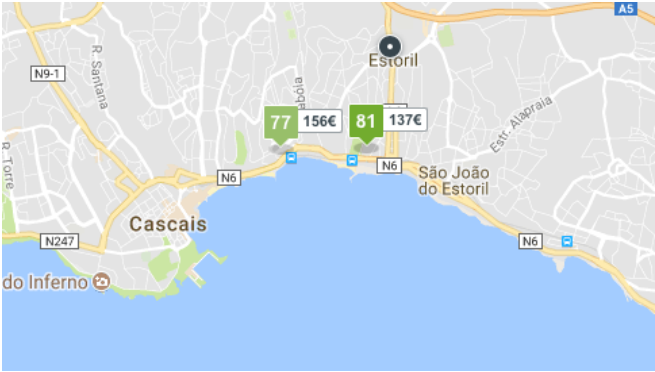 A5
Estoril
N9-1
R. Santana
77 156€
81 137€
Estr. Alapraia
R. Torre
N6
N6
São João
do Estoril
Cascais
N247
N6
do Inferno